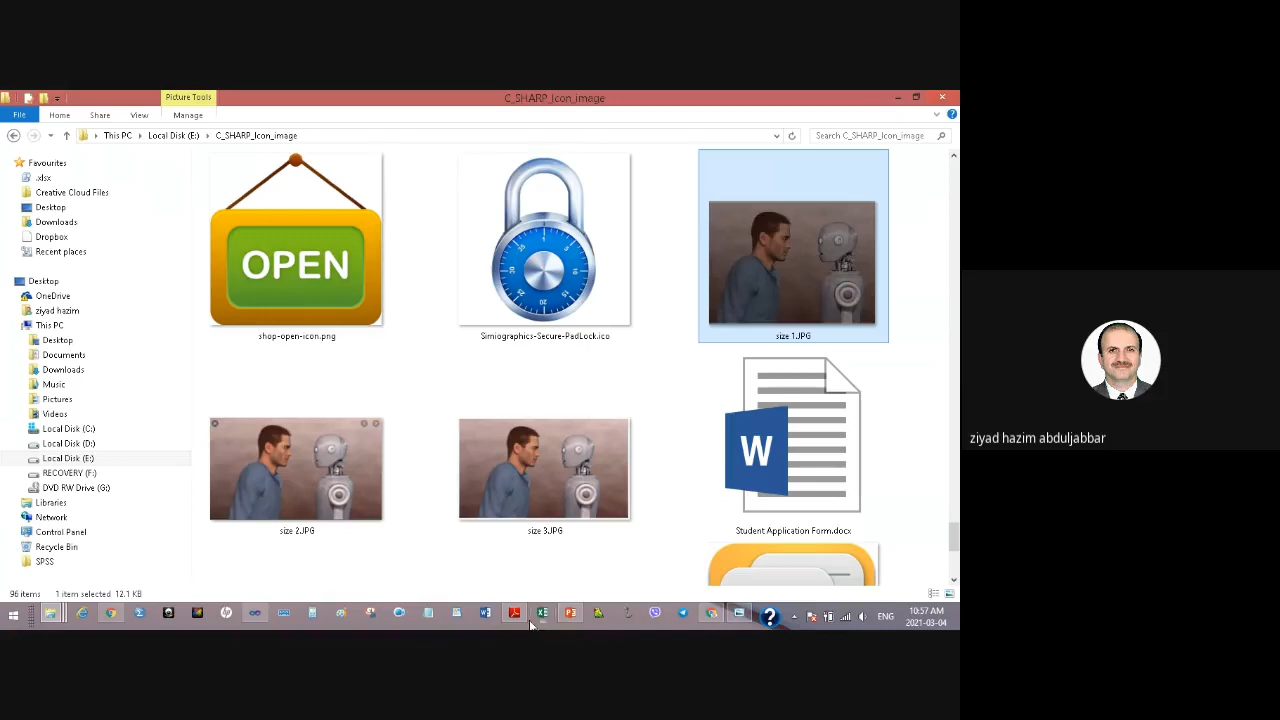 C_SHARP_Icon_image
Picture Tools
File
Home
Share
View
Manage
This PC
Local Disk (E:)
C_SHARP_Icon_image
Search C_SHARP_Icon_image
Favourites
.xlsx
Creative Cloud Files
Desktop
Downloads
Dropbox
Recent places
Desktop
OneDrive
ziyad hazim
This PC
Desktop
Documents
Downloads
Music
Pictures
Videos
Local Disk (C:)
Local Disk (D:)
Local Disk (E:)
RECOVERY (F:)
DVD RW Drive (G:)
Libraries
Network
Control Panel
Recycle Bin
SPSS
OPEN
shop-open-icon.png
Simiographics-Secure-PadLock.ico
size 1.JPG
W
size 2.JPG
size 3.JPG
Student Application Form.docx
96 items
1 item selected 12.1 KB
ENG
10:57 AM
2021-03-04
ziyad hazim abduljabbar